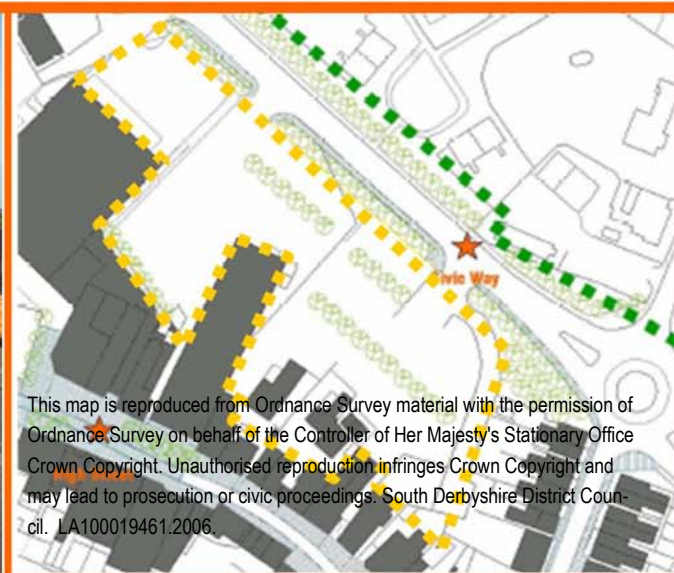 Civic Way
This map is reproduced from Ordnance Survey material with the permission of
Ordnance Survey on behalf of the Controller of Her Majesty's Stationary Office
Crown Copyright. Unauthorised reproduction infringes Crown Copyright and
may lead to prosecution or civic proceedings. South Derbyshire District Coun-
cil. LA100019461.2006.